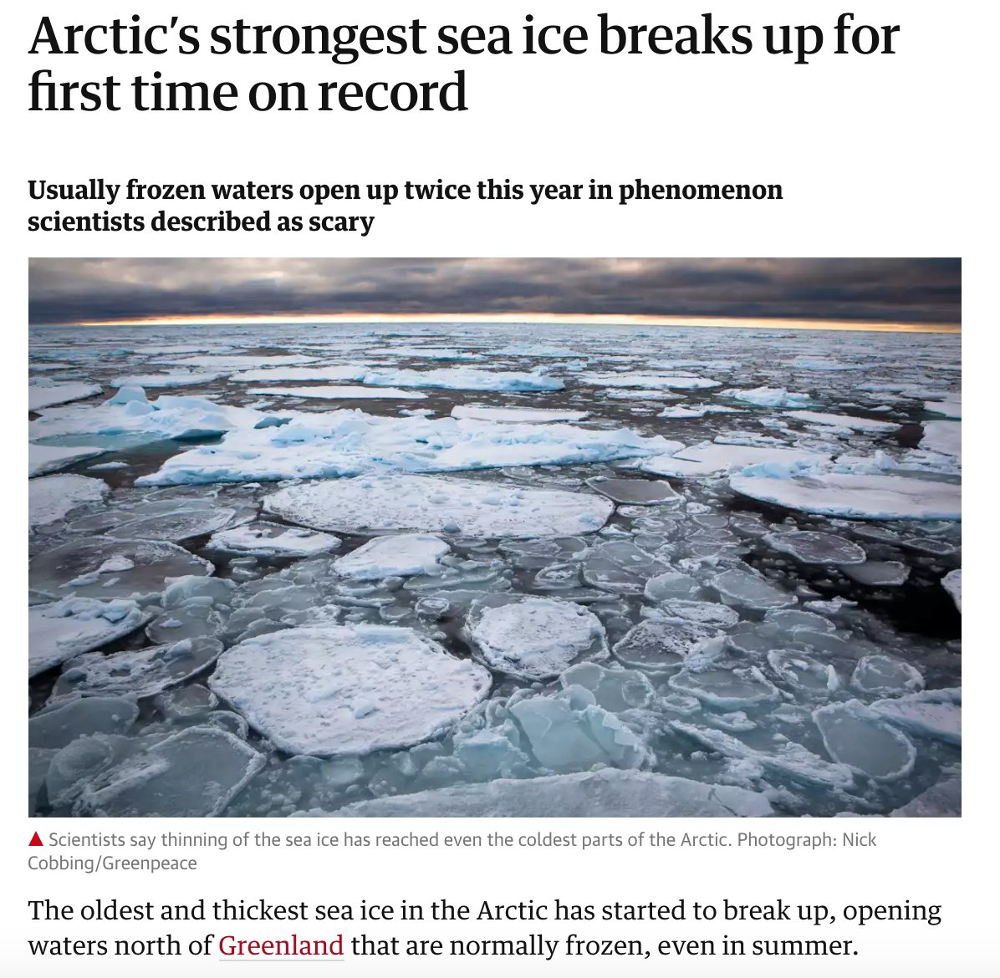 Arctic’s strongest sea ice breaks up for
first time on record
Usually frozen waters open up twice this year in phenomenon
scientists described as scary
▲ Scientists say thinning of the sea ice has reached even the coldest parts of the Arctic. Photograph: Nick
Cobbing/Greenpeace
The oldest and thickest sea ice in the Arctic has started to break up, opening
waters north of Greenland that are normally frozen, even in summer.